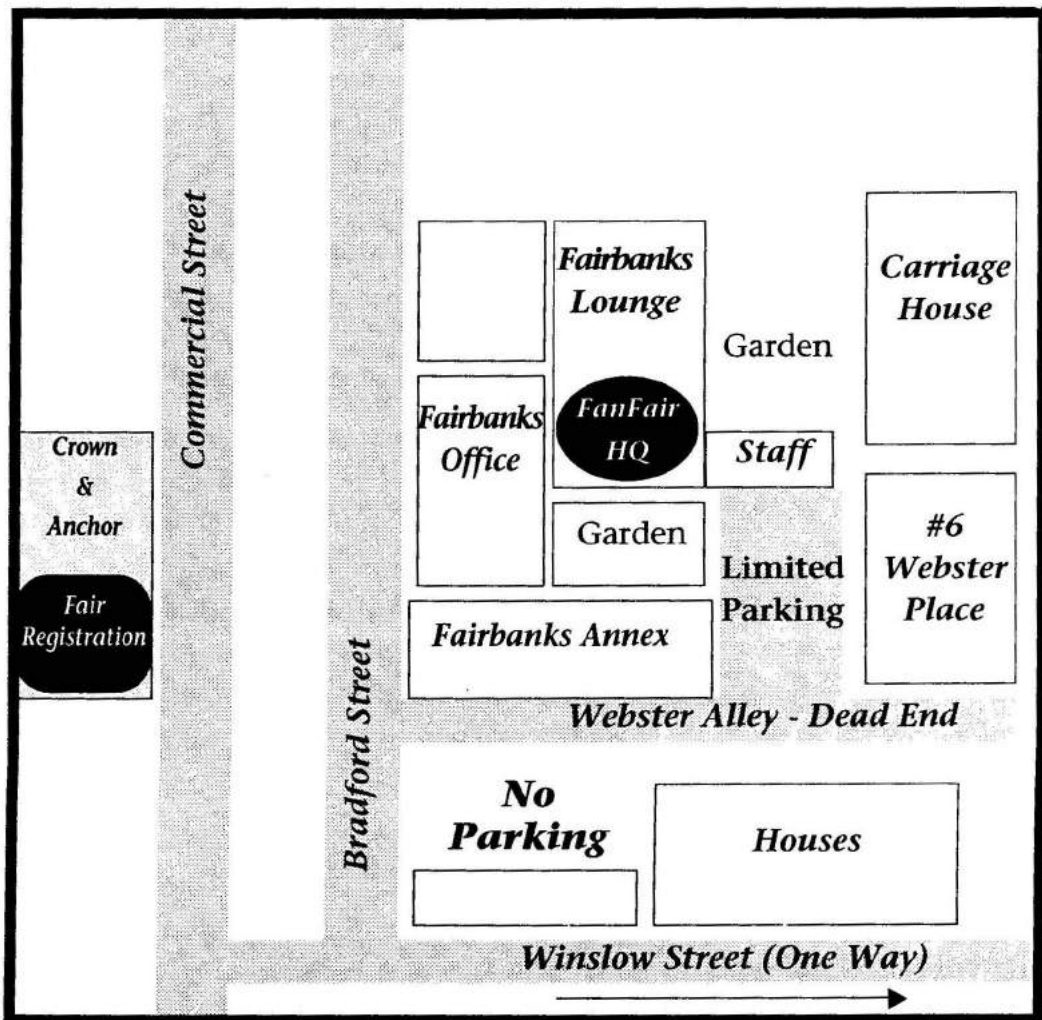 Commercial Street
Bradford Street
Crown
&
Anchor
Fair
Registration
Fairbanks
Lounge
FanFair
HQ
Garden
Carriage
House
Fairbanks
Office
Staff
Garden
Limited
Parking
#6
Webster
Place
Fairbanks Annex
Webster Alley - Dead End
No
Parking
Houses
Winslow Street (One Way)